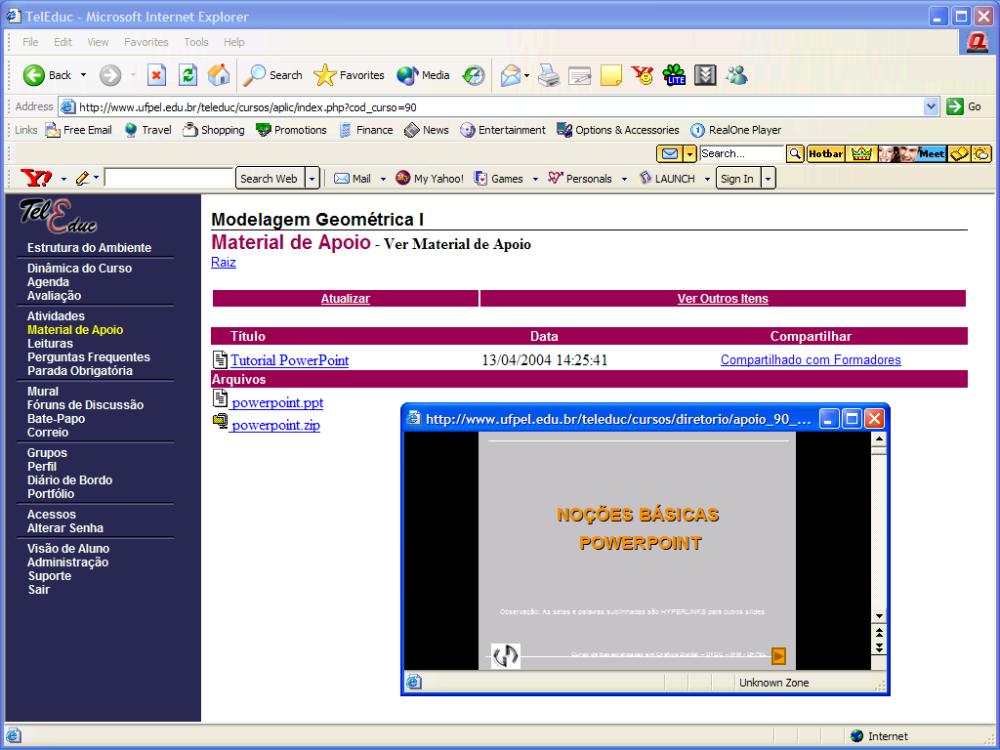 TelEduc - Microsoft Internet Explorer
File Edit View Favorites Tools Help
Back Search Favorites Media LITE
Address http://www.ufpel.edu.br/teleduc/cursos/aplic/index.php?cod_curso=90 Go
Links Free Email Travel Shopping Promotions Finance News Entertainment Options & Accessories RealOne Player
Search... Hotbar Meet
Y! Search Web Mail My Yahoo! Games Personals LAUNCH Sign In
TelEduc
Estrutura do Ambiente
Dinâmica do Curso
Agenda
Avaliação
Atividades
Material de Apoio
Leituras
Perguntas Frequentes
Parada Obrigatória
Mural
Fóruns de Discussão
Bate-Papo
Correio
Grupos
Perfil
Diário de Bordo
Portfólio
Acessos
Alterar Senha
Visão de Aluno
Administração
Suporte
Sair
Modelagem Geométrica I
Material de Apoio - Ver Material de Apoio
Raiz
Atualizar Ver Outros Itens
Título Data Compartilhar
Tutorial PowerPoint 13/04/2004 14:25:41 Compartilhado com Formadores
Arquivos
powerpoint.ppt
powerpoint.zip
http://www.ufpel.edu.br/teleduc/cursos/diretorio/apoio_90_...
NOÇÕES BÁSICAS
POWERPOINT
Observação: As setas e palavras sublinhadas são HYPERLINKS para outros slides
Unknown Zone
Internet